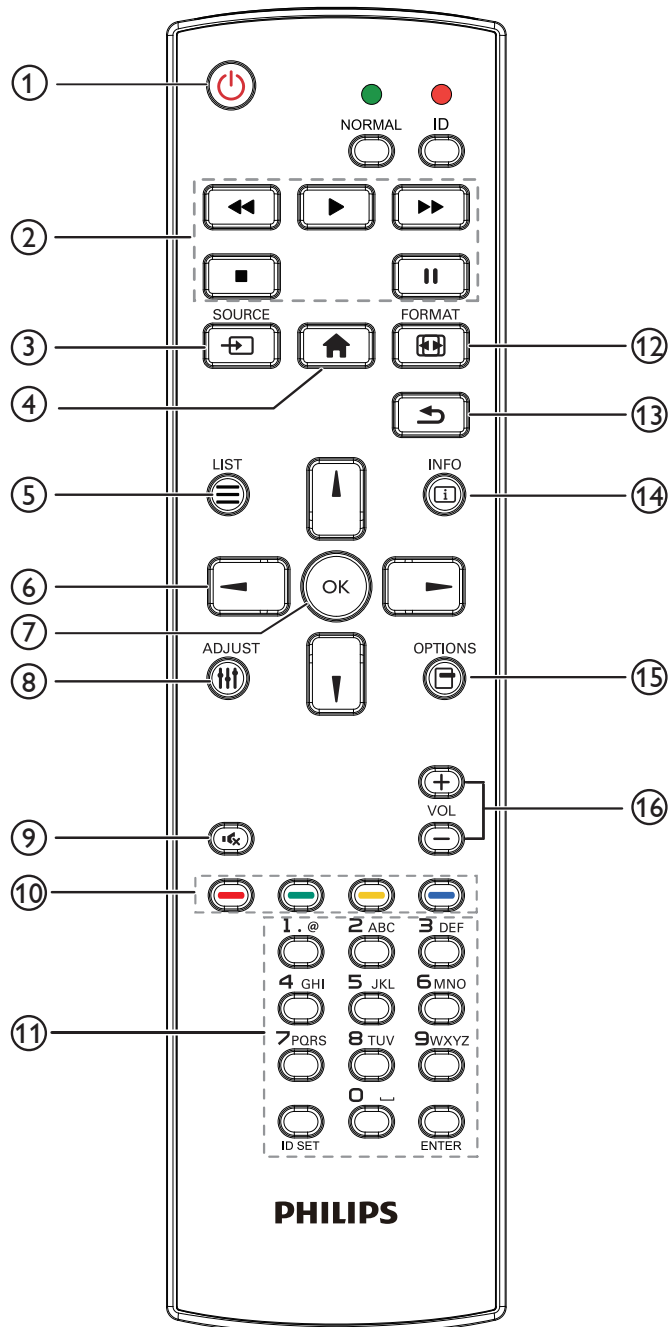 1
NORMAL ID
2
SOURCE FORMAT
3 12
4
13
LIST INFO
5 i 14
6 OK
7
ADJUST OPTIONS
8 15
VOL 16
9
10
1 . @ 2 ABC 3 DEF
4 GHI 5 JKL 6 MNO
11 7 PQRS 8 TUV 9 WXYZ
0
ID SET ENTER
PHILIPS